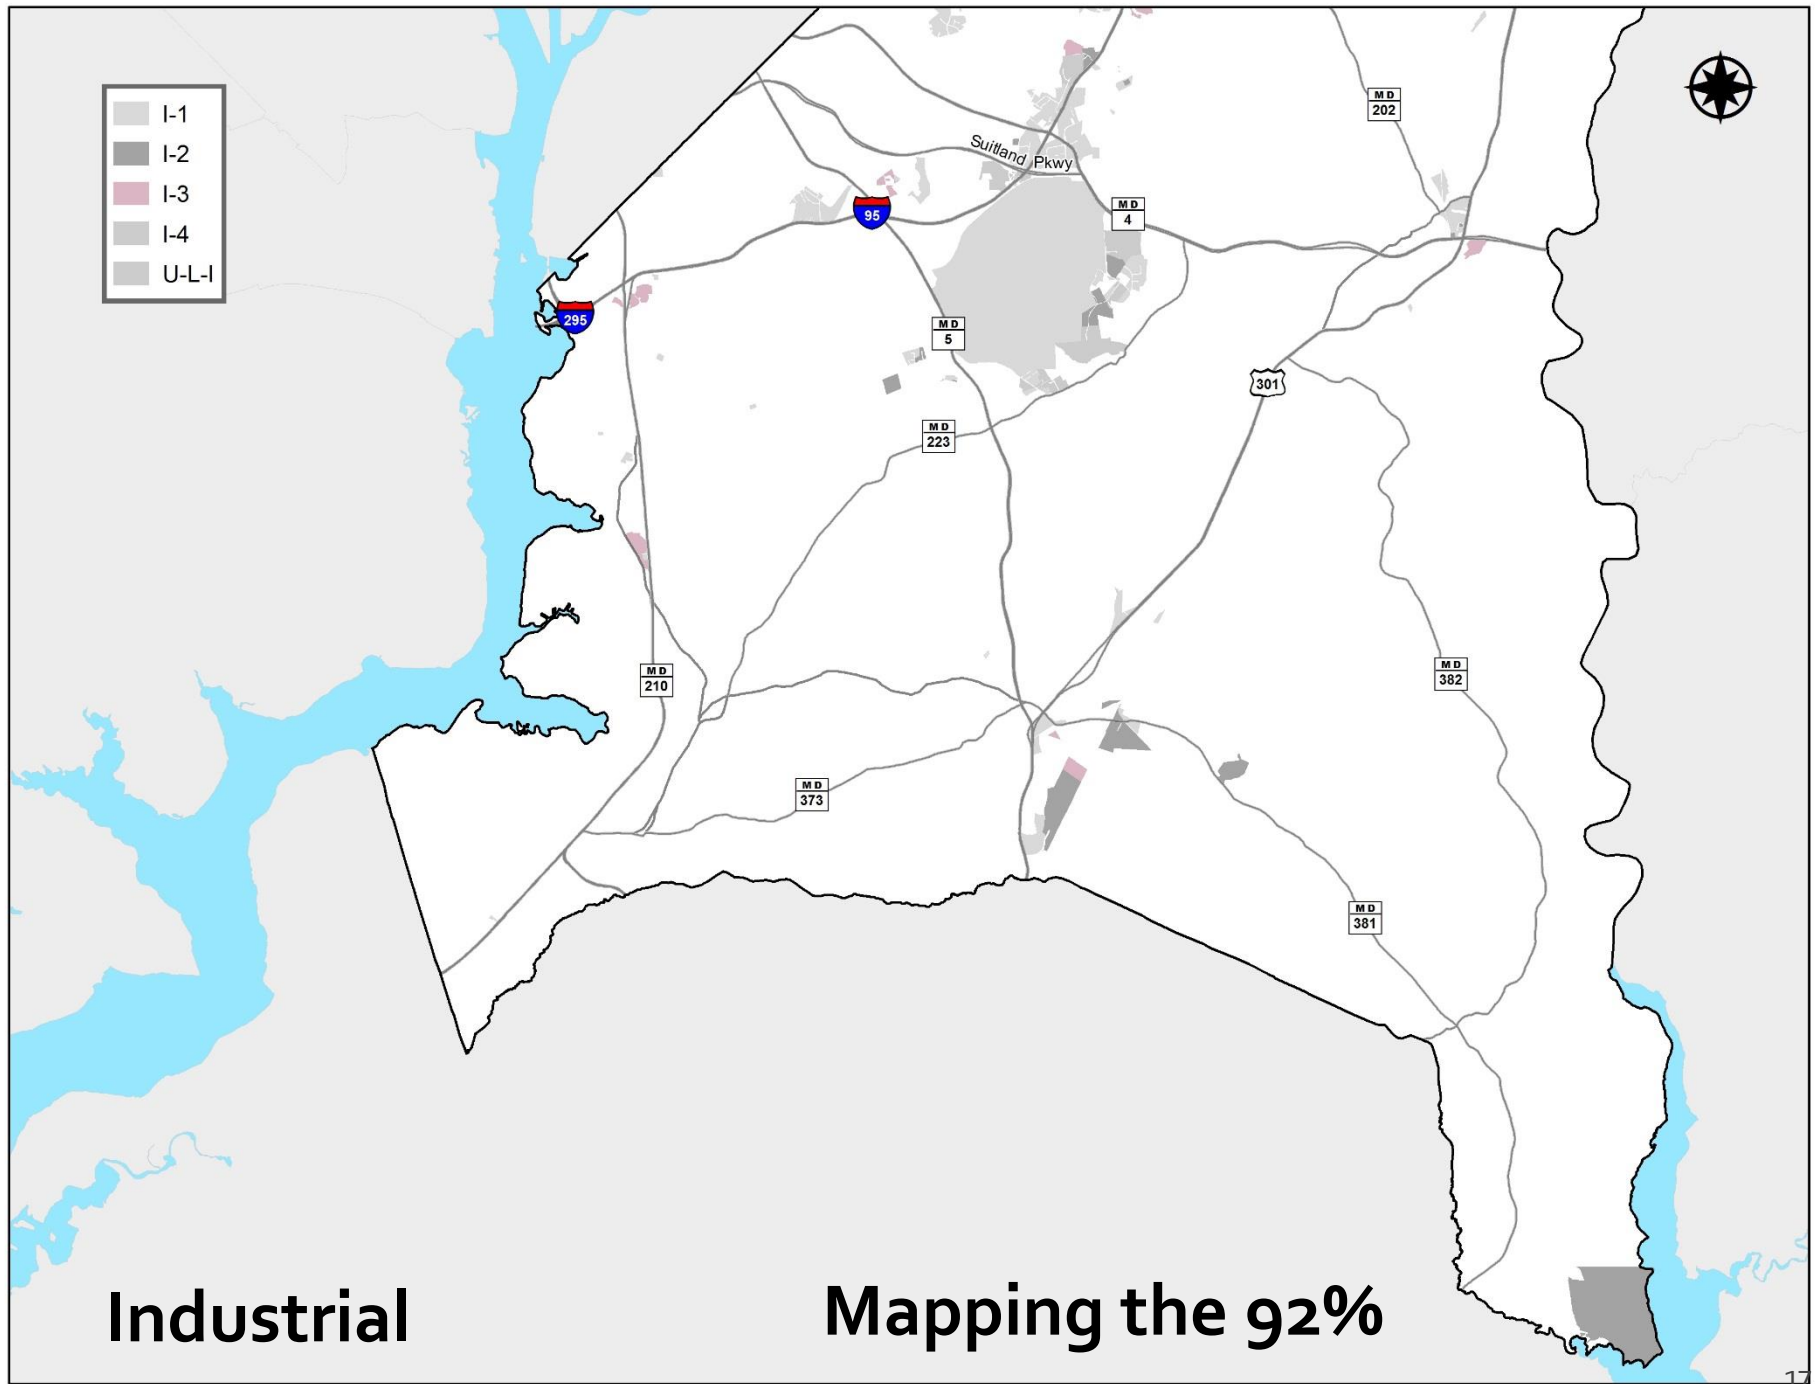 I-1
I-2
I-3
I-4
U-L-I
MD
202
Suitland Pkwy
95
MD
4
295
MD
5
301
MD
223
MD
210
MD
382
MD
373
MD
381
Industrial
Mapping the 92%
17